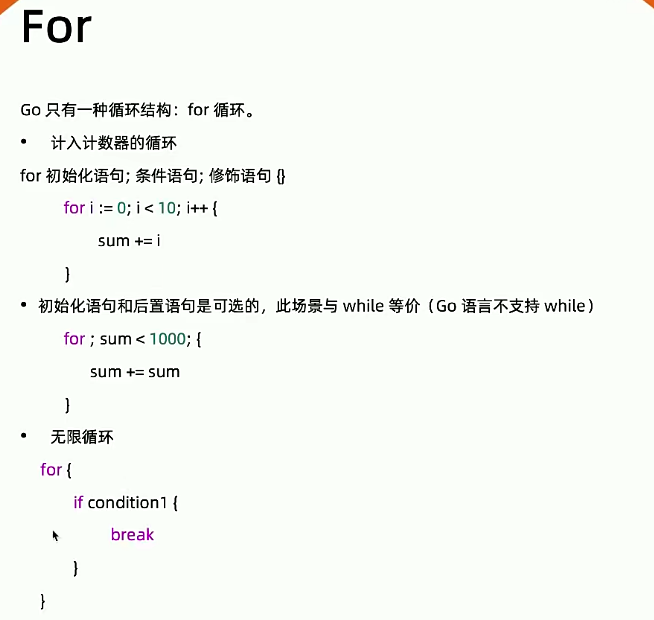 For
Go 只有一种循环结构：for 循环。
• 计入计数器的循环
for 初始化语句; 条件语句; 修饰语句 {}
for i := 0; i < 10; i++ {
sum += i
}
• 初始化语句和后置语句是可选的，此场景与 while 等价（Go 语言不支持 while）
for ; sum < 1000; {
sum += sum
}
• 无限循环
for {
if condition1 {
break
}
}